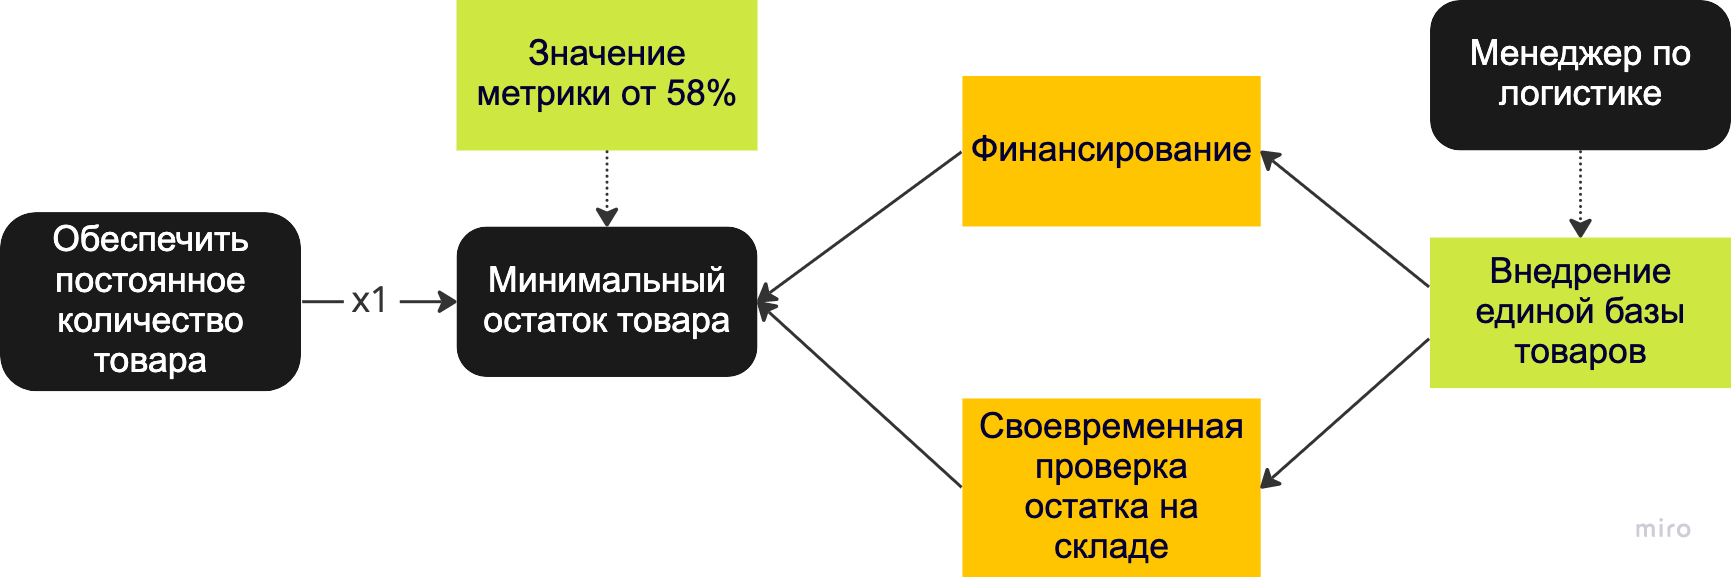 Значение
метрики от 58%
Менеджер по
логистике
Финансирование
Обеспечить
постоянное
количество
товара
x1
Минимальный
остаток товара
Внедрение
единой базы
товаров
Своевременная
проверка
остатка на
складе
miro